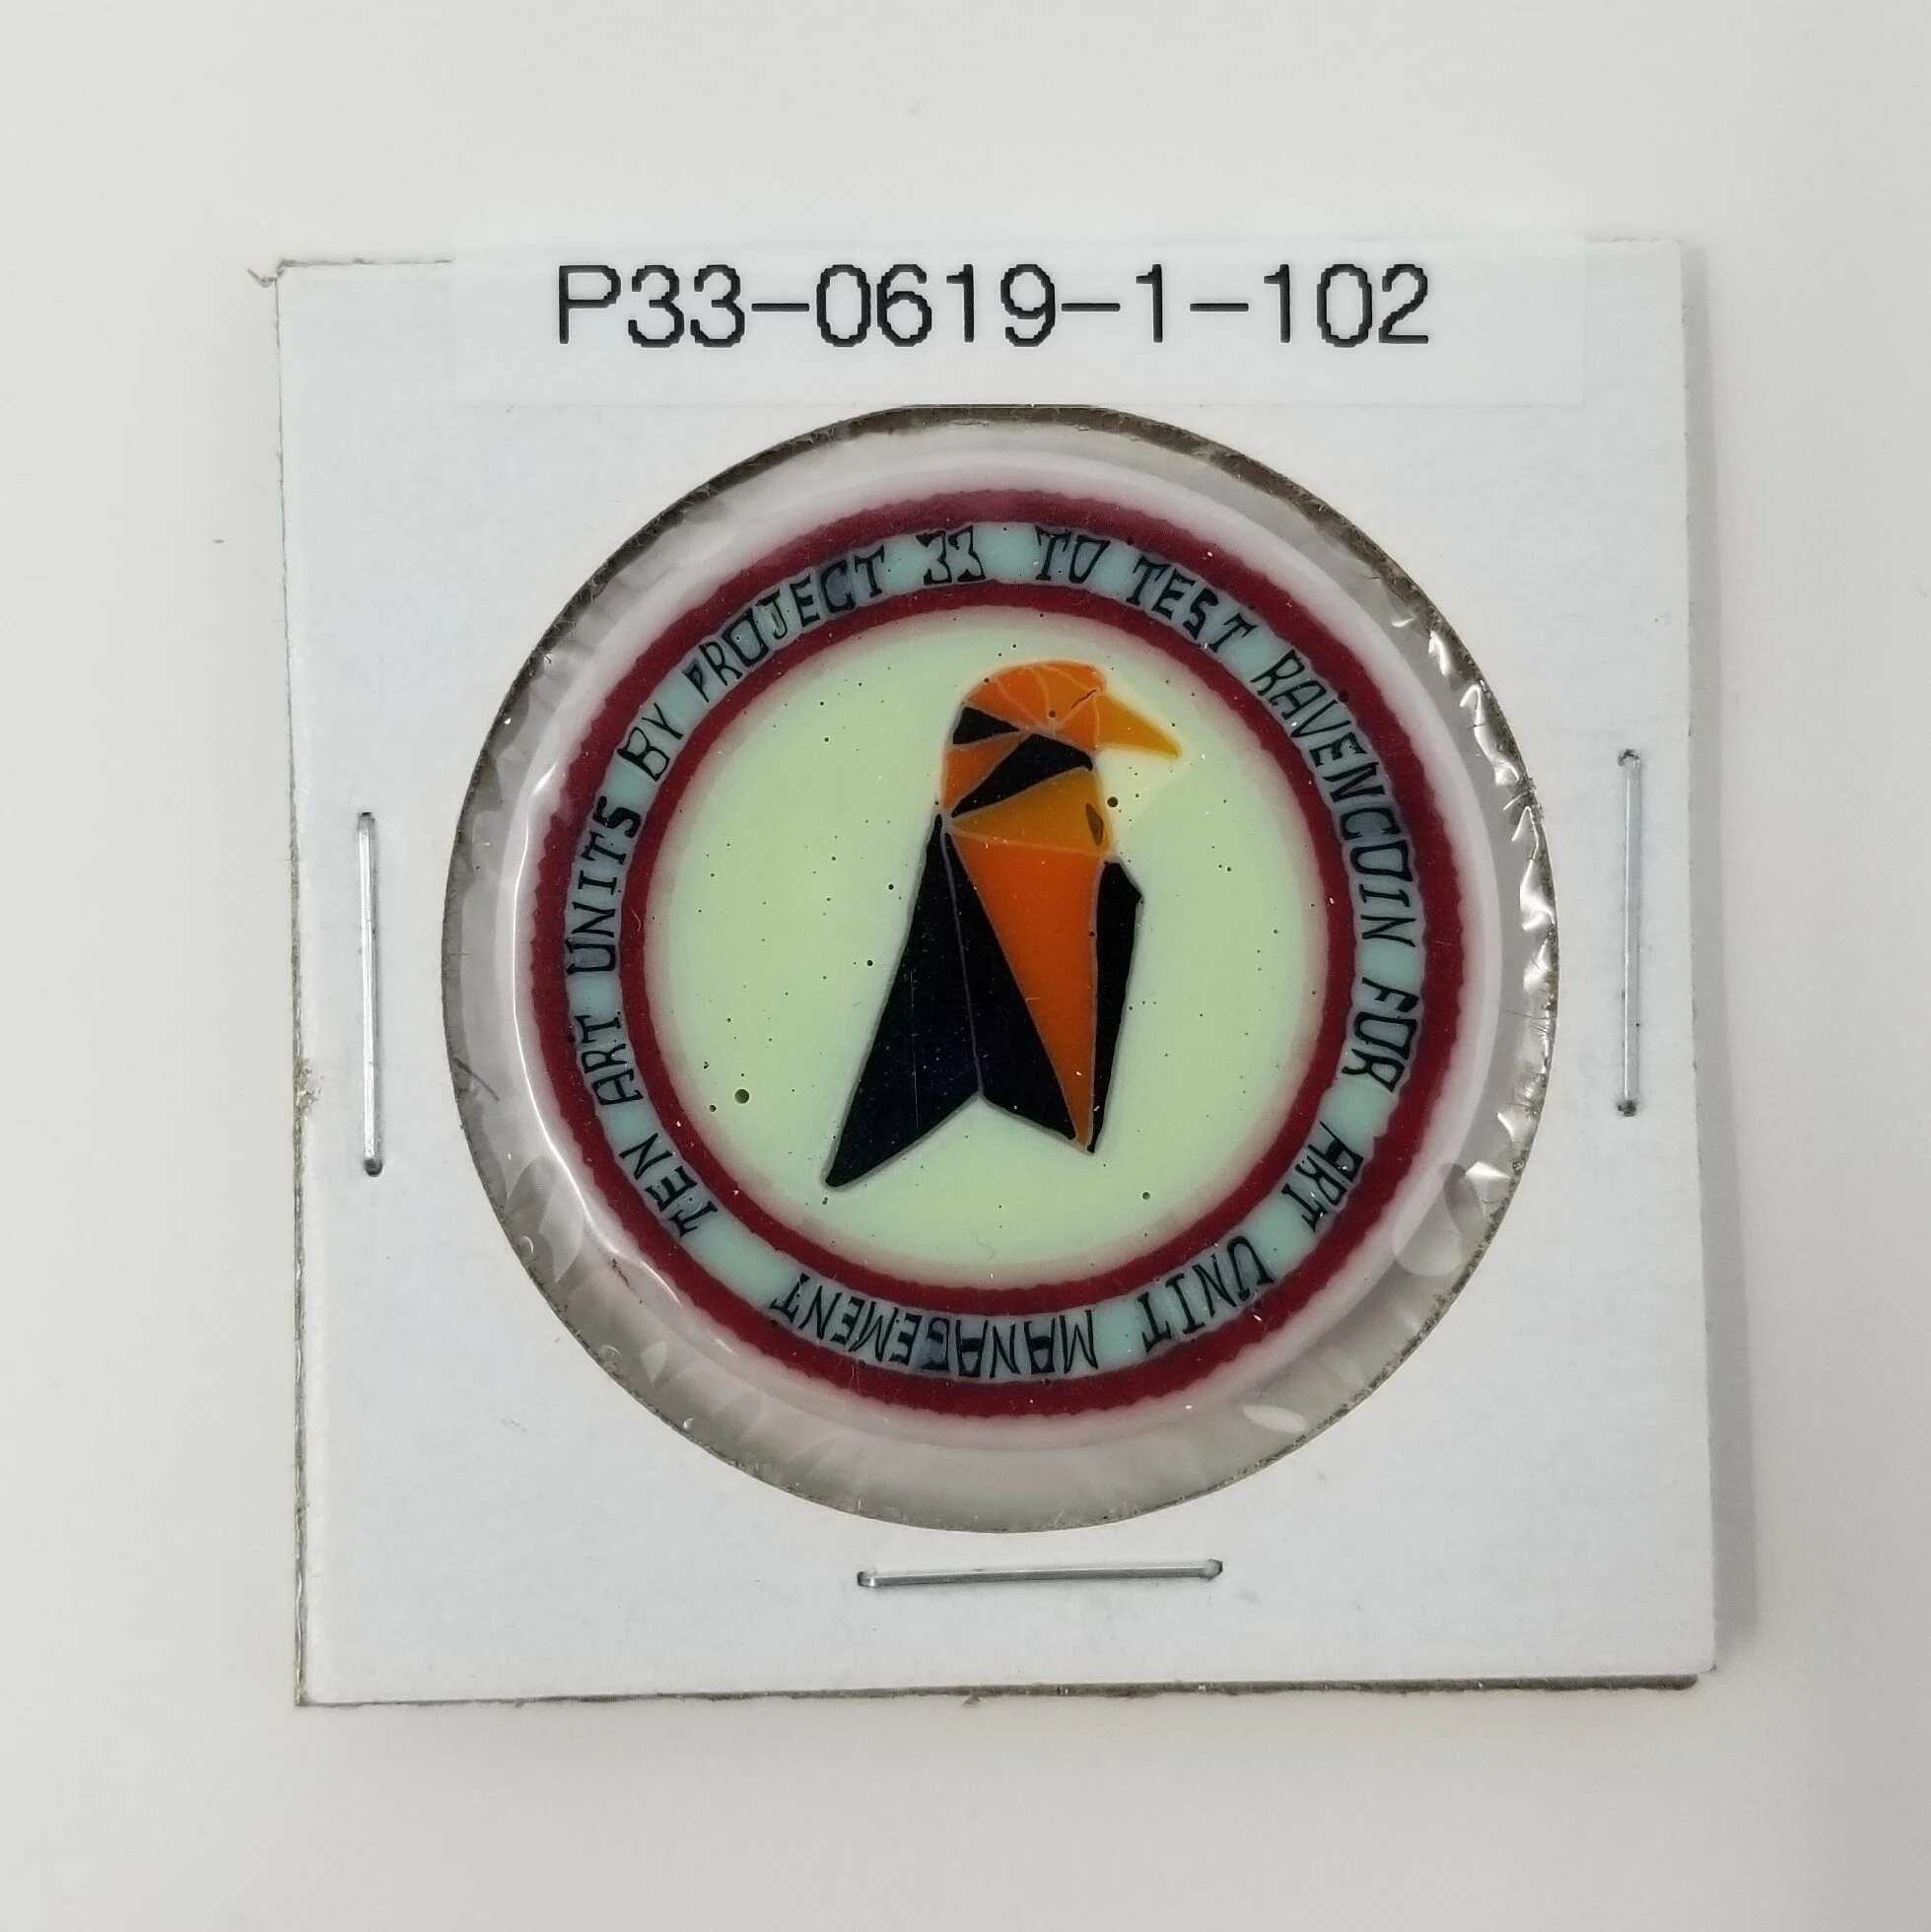 P33-0619-1-102
TEN ART UNITS BY PROJECT 33 TO TEST RAVENCOIN FOR ART UNIT MANAGEMENT